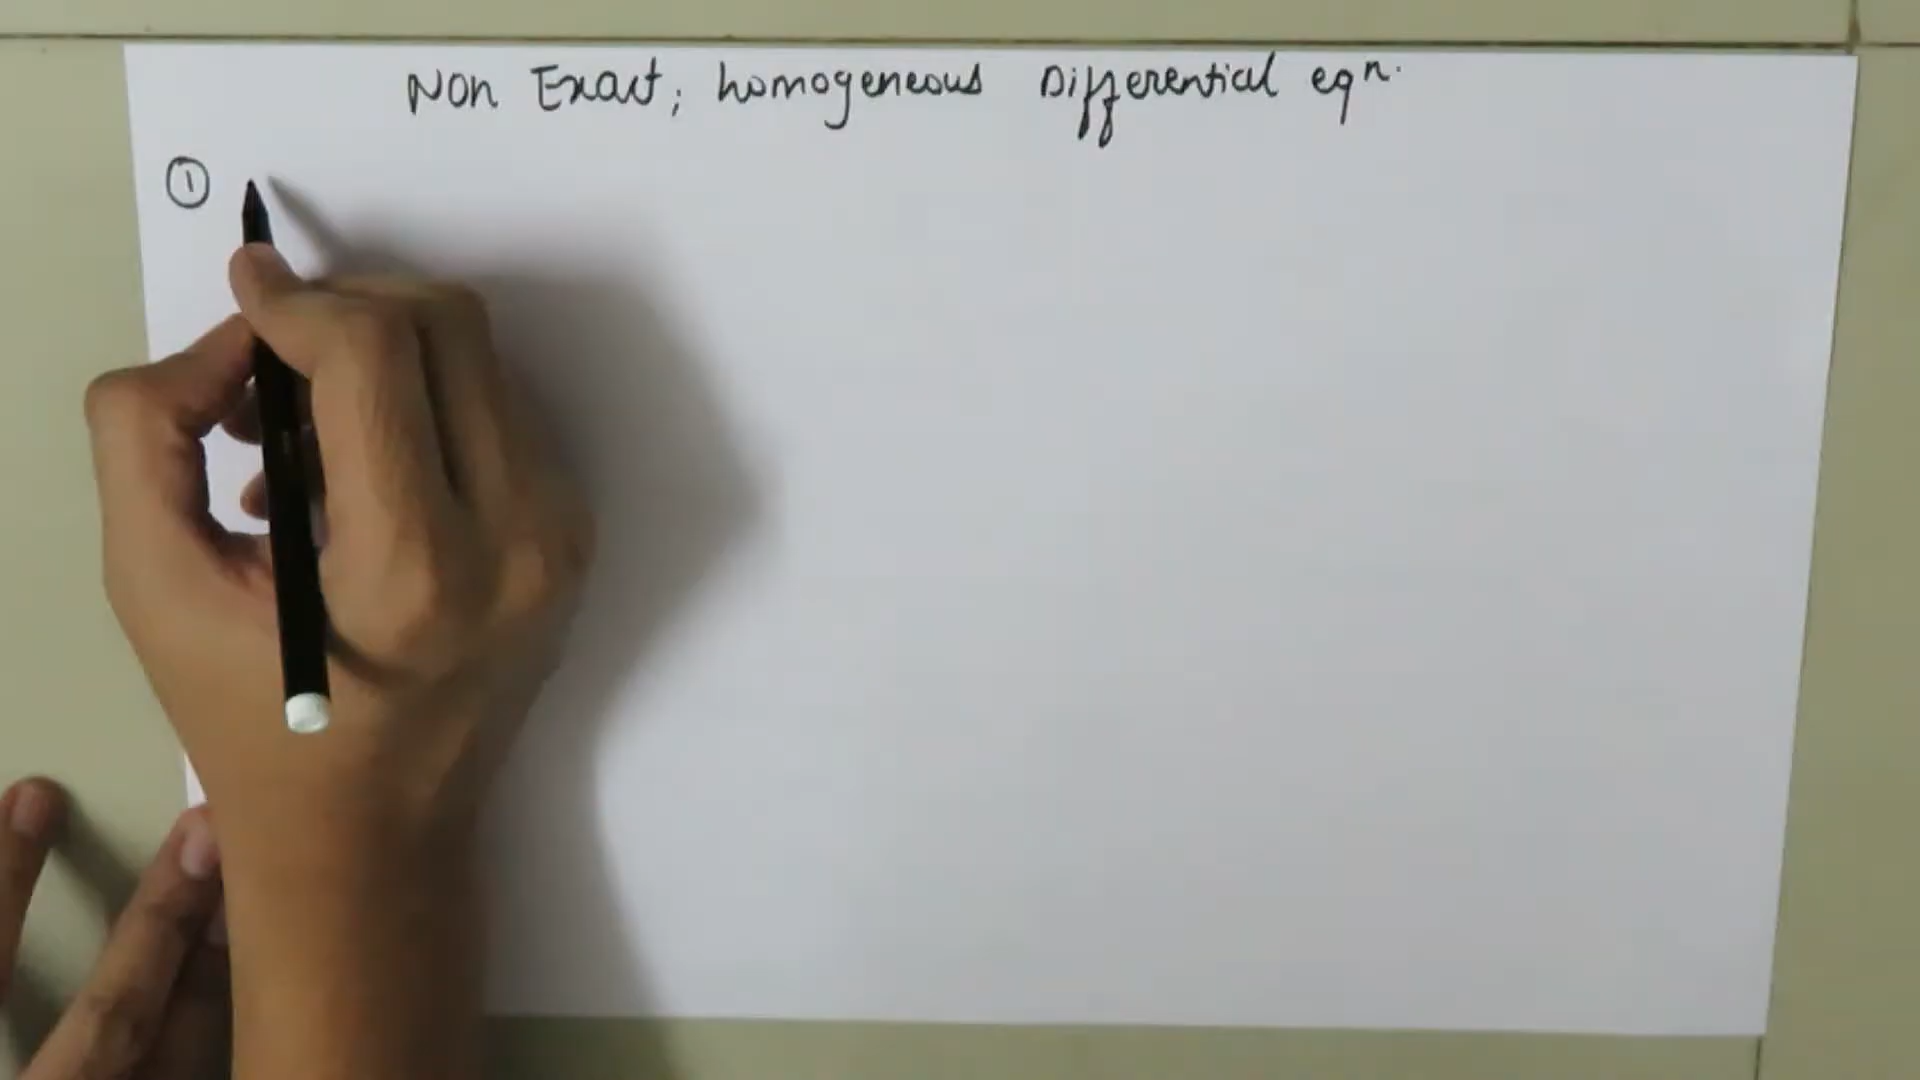 Non Exact; homogeneous Differential eqn.
①